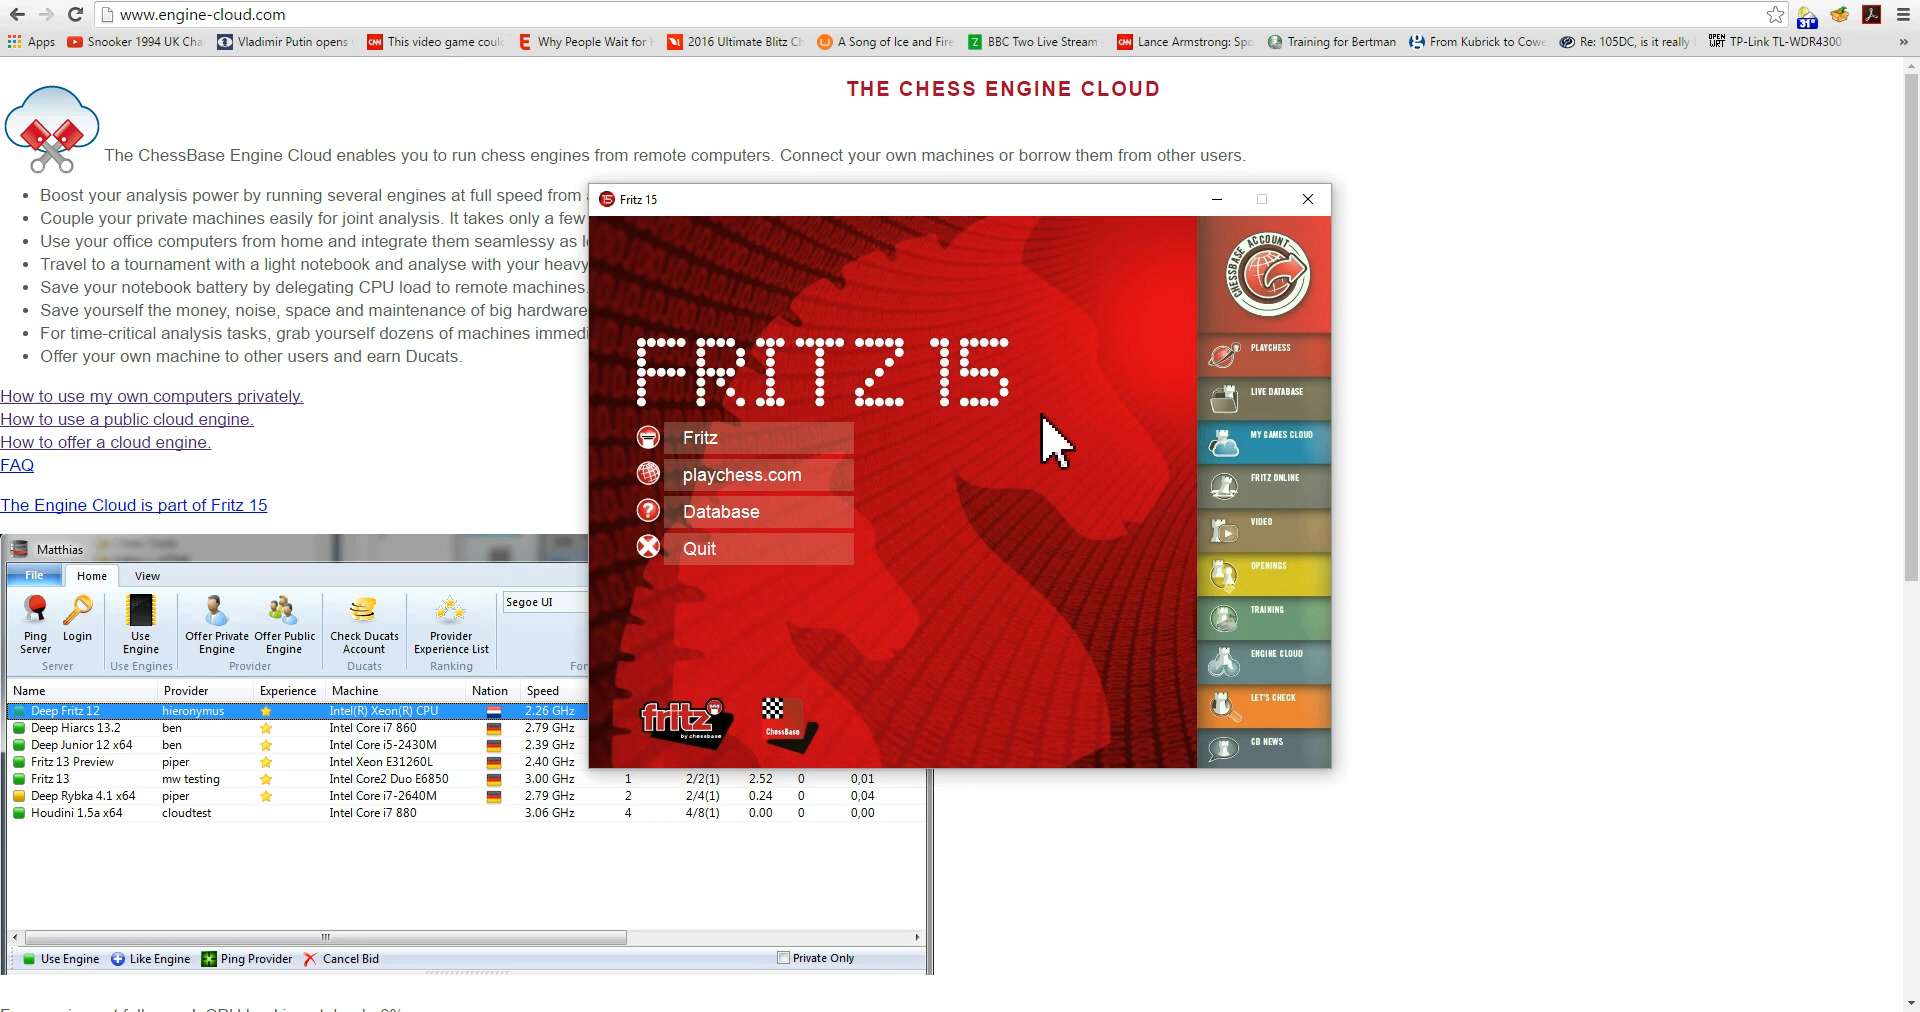 www.engine-cloud.com
31°
Apps
Snooker 1994 UK Cha
Vladimir Putin opens
This video game coul
Why People Wait for
2016 Ultimate Blitz Ch
A Song of Ice and Fire
BBC Two Live Stream
Lance Armstrong: Spo
Training for Bertman
From Kubrick to Cow
Re: 105DC, is it really
TP-Link TL-WDR4300
»
THE CHESS ENGINE CLOUD
The ChessBase Engine Cloud enables you to run chess engines from remote computers. Connect your own machines or borrow them from other users.
• Boost your analysis power by running several engines at full speed from
• Couple your private machines easily for joint analysis. It takes only a few
• Use your office computers from home and integrate them seamlessy as
• Travel to a tournament with a light notebook and analyse with your heavy
• Save your notebook battery by delegating CPU load to remote machines.
• Save yourself the money, noise, space and maintenance of big hardware
• For time-critical analysis tasks, grab yourself dozens of machines immedi
• Offer your own machine to other users and earn Ducats.
How to use my own computers privately.
How to use a public cloud engine.
How to offer a cloud engine.
FAQ
The Engine Cloud is part of Fritz 15
15 Fritz 15
FRITZ 15
Fritz
playchess.com
Database
Quit
fritz
by chessbase
ChessBase
CHESSBASE ACCOUNT
PLAYCHESS
LIVE DATABASE
MY GAMES CLOUD
FRITZ ONLINE
VIDEO
OPENINGS
TRAINING
ENGINE CLOUD
LET'S CHECK
CB NEWS
Matthias
File Home View
Ping Server
Login
Use Engine
Offer Private Engine
Offer Public Engine
Check Ducats Account
Provider Experience List
Segoe UI
Server Use Engines Provider Ducats Ranking For
Name Provider Experience Machine Nation Speed
Deep Fritz 12 hieronymus Intel(R) Xeon(R) CPU 2.26 GHz
Deep Hiarcs 13.2 ben Intel Core i7 860 2.79 GHz
Deep Junior 12 x64 ben Intel Core i5-2430M 2.39 GHz
Fritz 13 Preview piper Intel Xeon E31260L 2.40 GHz
Fritz 13 mw testing Intel Core2 Duo E6850 3.00 GHz 1 2/2(1) 2.52 0 0,01
Deep Rybka 4.1 x64 piper Intel Core i7-2640M 2.79 GHz 2 2/4(1) 0.24 0 0,04
Houdini 1.5a x64 cloudtest Intel Core i7 880 3.06 GHz 4 4/8(1) 0.00 0 0,00
Use Engine Like Engine Ping Provider Cancel Bid Private Only